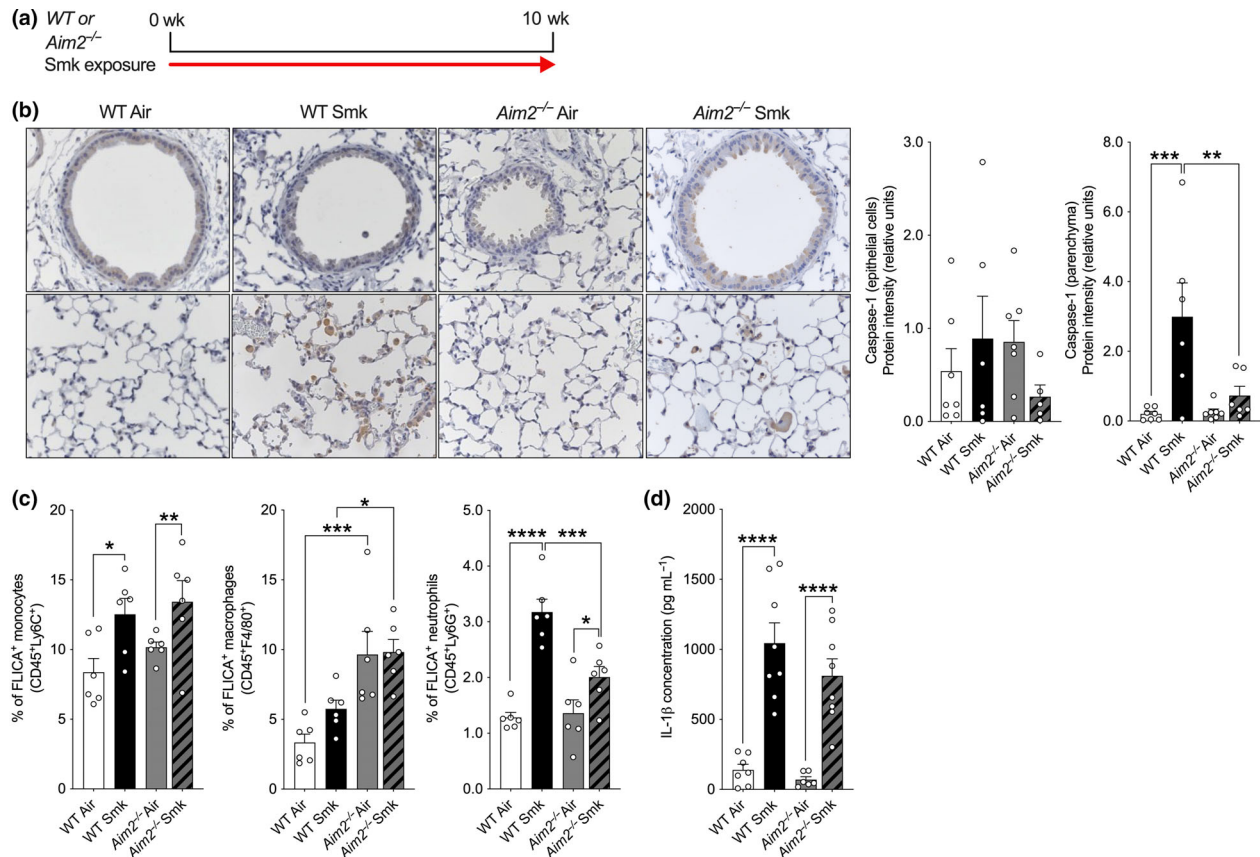 (a) WT or
Aim2−/−
Smk exposure
0 wk
10 wk
(b)
WT Air
WT Smk
Aim2−/− Air
Aim2−/− Smk
Caspase-1 (epithelial cells)
Protein intensity (relative units)
3.0
2.0
1.0
0.0
WT Air
WT Smk
Aim2−/− Air
Aim2−/− Smk
Caspase-1 (parenchyma)
Protein intensity (relative units)
8.0
6.0
4.0
2.0
0.0
***
**
WT Air
WT Smk
Aim2−/− Air
Aim2−/− Smk
(c)
% of FLICA+ monocytes
(CD45+Ly6C+)
20
15
10
5
0
*
**
WT Air
WT Smk
Aim2−/− Air
Aim2−/− Smk
% of FLICA+ macrophages
(CD45+F4/80+)
20
15
10
5
0
***
*
WT Air
WT Smk
Aim2−/− Air
Aim2−/− Smk
% of FLICA+ neutrophils
(CD45+Ly6G+)
5.0
4.0
3.0
2.0
1.0
0.0
****
***
*
WT Air
WT Smk
Aim2−/− Air
Aim2−/− Smk
(d)
IL-1β concentration (pg mL−1)
2000
1500
1000
500
0
****
****
WT Air
WT Smk
Aim2−/− Air
Aim2−/− Smk